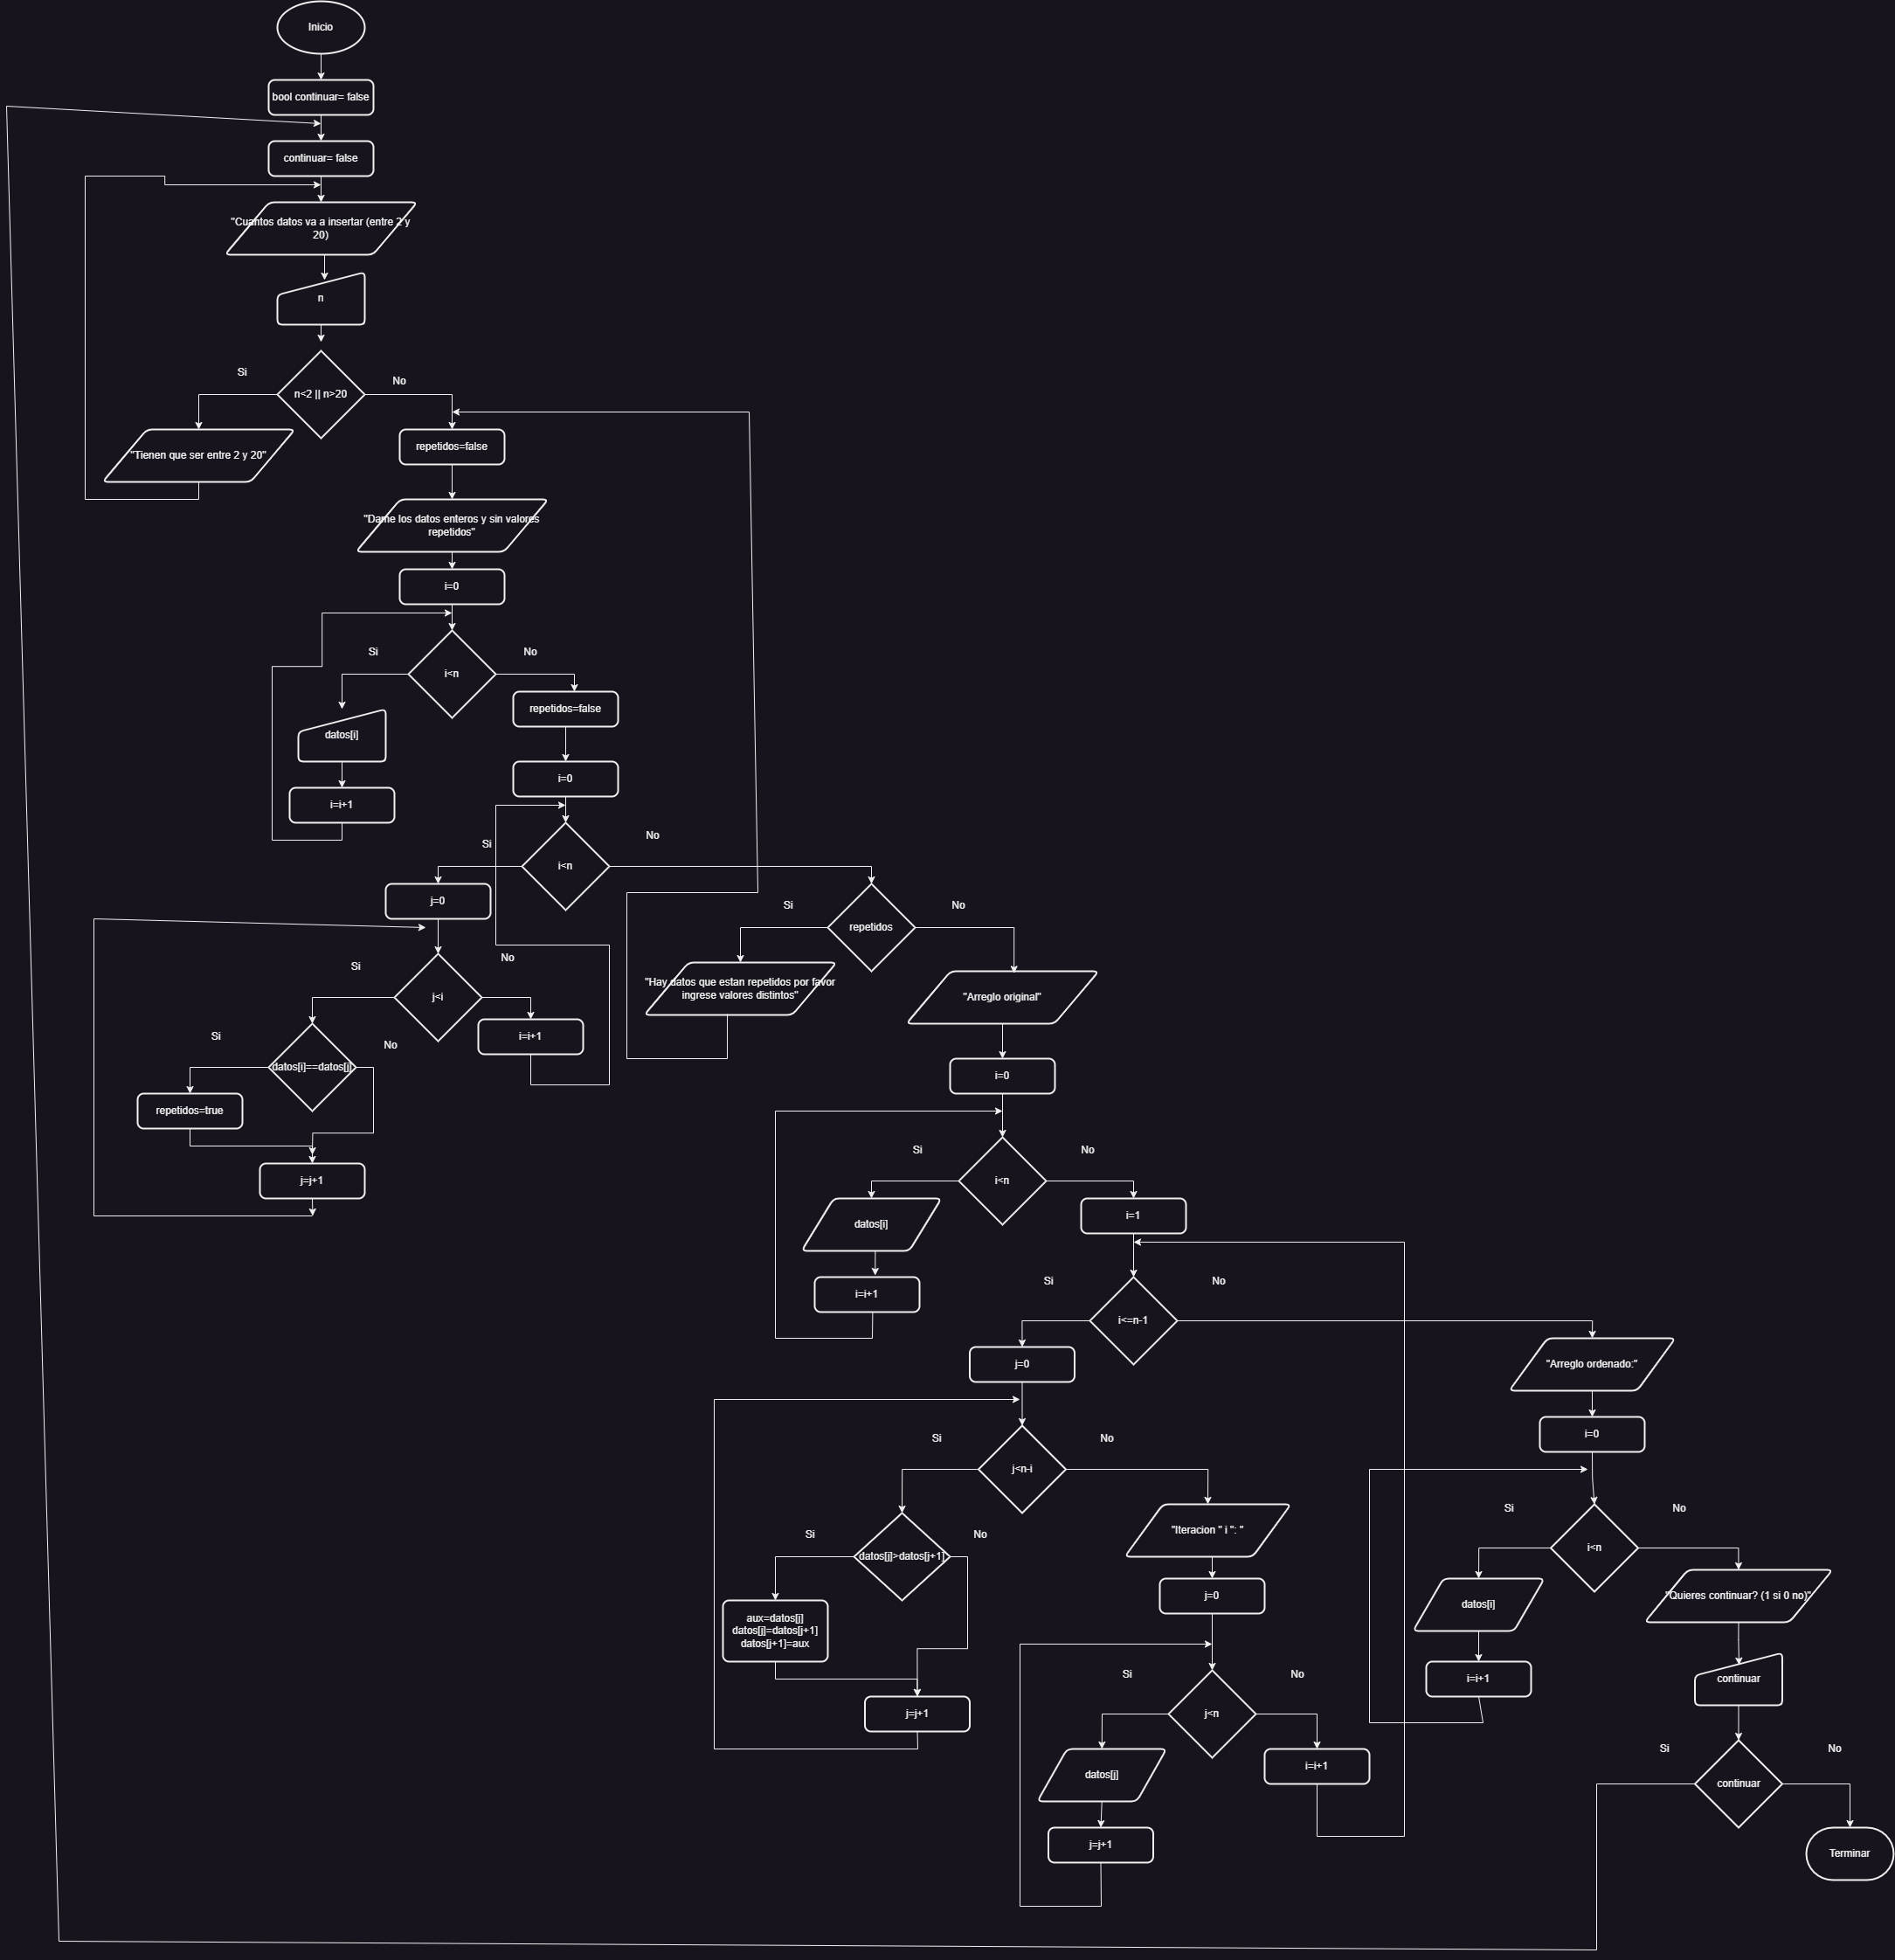 Inicio
bool continuar= false
continuar= false
"Cuantos datos va a insertar (entre 2 y
20)
n
Si
No
n<2 || n>20
"Tienen que ser entre 2 y 20"
repetidos=false
"Dame los datos enteros y sin valores
repetidos"
i=0
Si
No
i<n
datos[i]
i=i+1
repetidos=false
i=0
Si
No
i<n
j=0
Si
No
j<i
i=i+1
Si
No
datos[i]==datos[j]
repetidos=true
j=j+1
Si
No
repetidos
"Hay datos que estan repetidos por favor
ingrese valores distintos"
"Arreglo original"
i=0
Si
No
i<n
datos[i]
i=i+1
i=1
Si
No
i<=n-1
j=0
Si
No
j<n-i
Si
No
datos[j]>datos[j+1]
aux=datos[j]
datos[j]=datos[j+1]
datos[j+1]=aux
j=j+1
"Iteracion " i ": "
j=0
Si
No
j<n
datos[j]
j=j+1
i=i+1
"Arreglo ordenado:"
i=0
Si
No
i<n
datos[i]
i=i+1
"Quieres continuar? (1 si 0 no)"
continuar
Si
No
continuar
Terminar